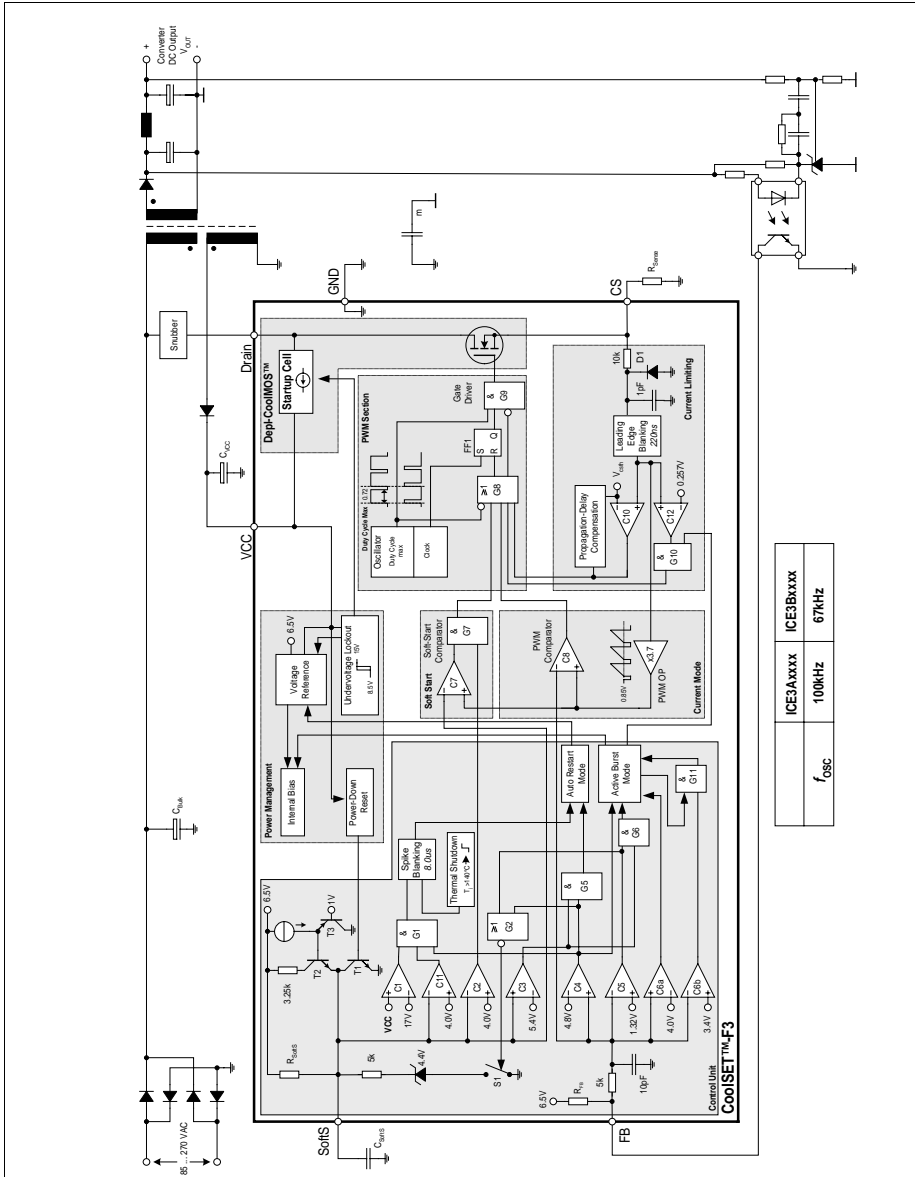 +
Converter
DC Output
V_OUT
-
Snubber
C_Bulk
85 ... 270 VAC
C_VCC
m
GND
Drain
VCC
CS
R_Sense
Depl-CoolMOS™
Startup Cell
Power Management
Internal Bias
Voltage
Reference
6.5V
Undervoltage Lockout
15V
8.5V
Power-Down
Reset
PWM Section
Duty Cycle Max
0.72
Oscillator
Duty Cycle
max
Clock
≥1
G8
FF1
S
R
Q
Gate
Driver
&
G9
Soft Start
Soft-Start
Comparator
C7
&
G7
Current Mode
PWM
Comparator
C8
0.85V
x3.7
PWM OP
Current Limiting
10k
D1
1pF
Leading
Edge
Blanking
220ns
V_csth
Propagation-Delay
Compensation
C10
C12
0.257V
&
G10
SoftS
C_SoftS
R_SoftS
6.5V
3.25k
T2
T3
1V
T1
5k
4.4V
S1
VCC
17V
C1
4.0V
C11
4.0V
C2
5.4V
C3
4.8V
C4
1.32V
C5
4.0V
C6a
3.4V
C6b
&
G1
Spike
Blanking
8.0us
Thermal Shutdown
T_j >140°C
≥1
G2
&
G5
&
G6
&
G11
Auto Restart
Mode
Active Burst
Mode
FB
6.5V
R_FB
5k
10pF
Control Unit
CoolSET™-F3
ICE3Axxxx ICE3Bxxxx
f_osc 100kHz 67kHz